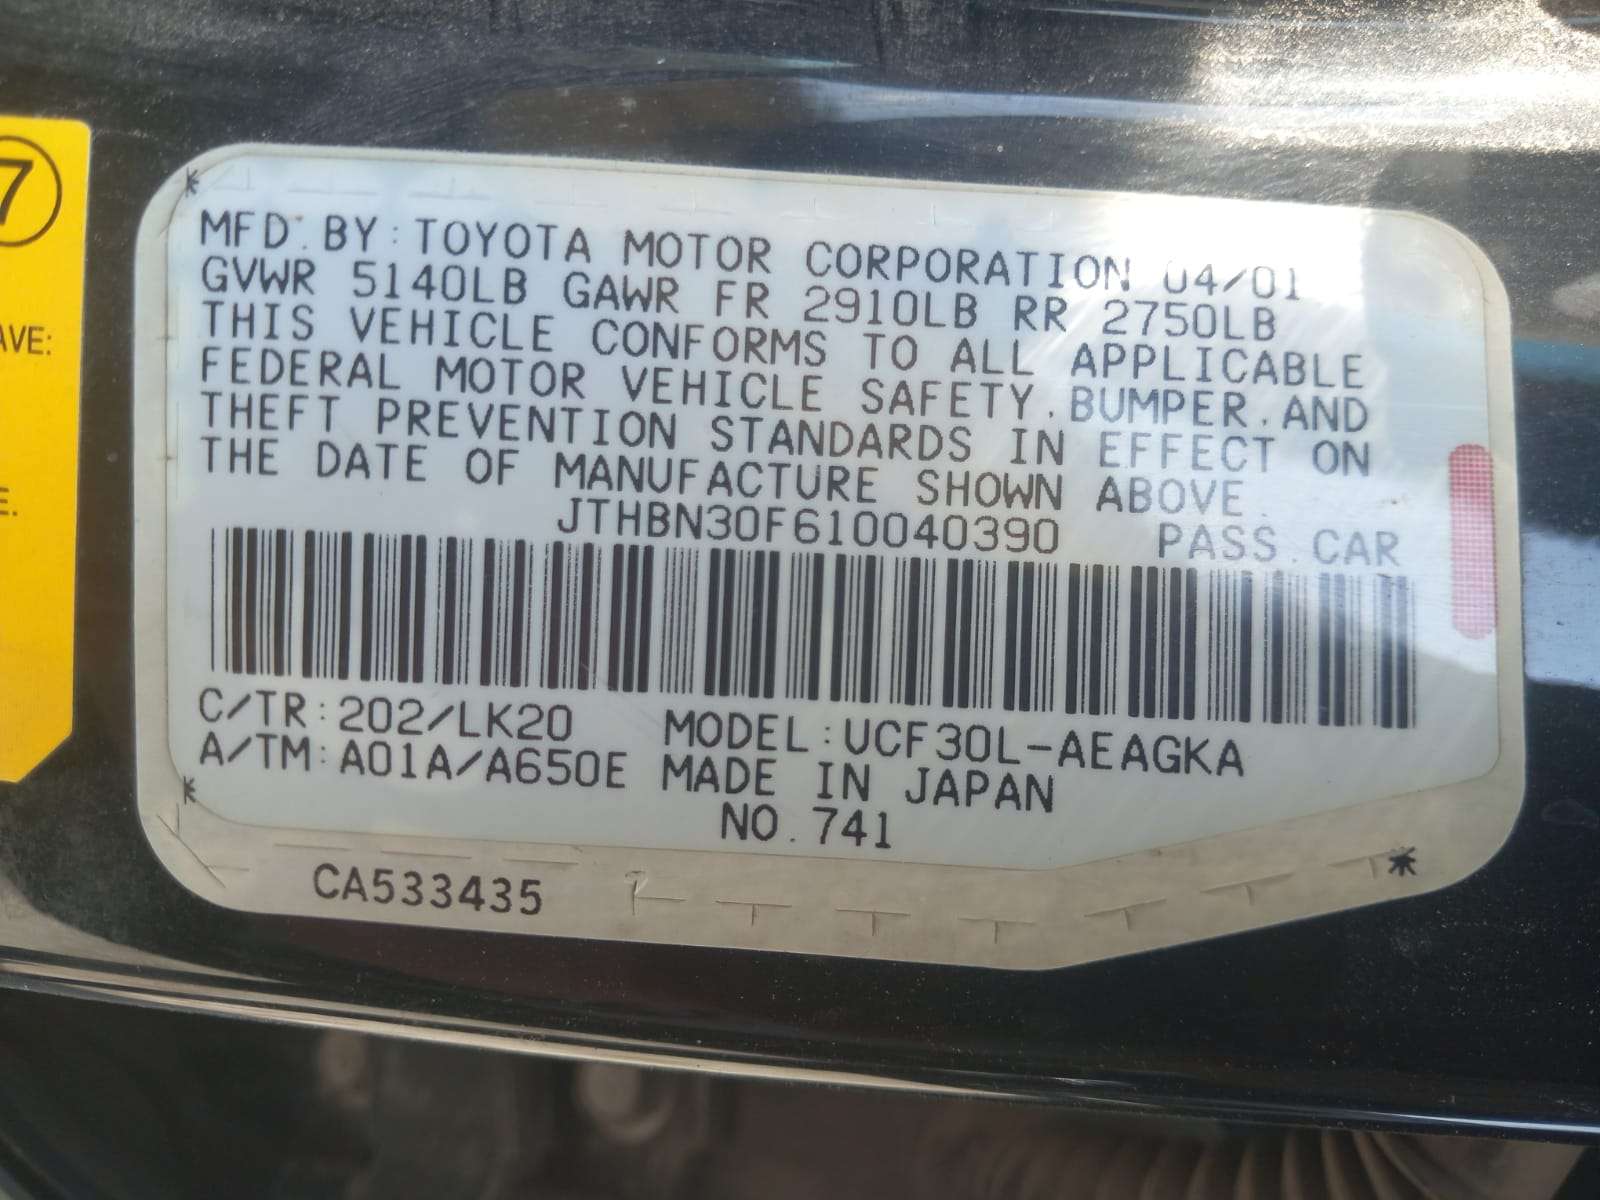 7
AVE:
E.
MFD. BY: TOYOTA MOTOR CORPORATION 04/01
GVWR 5140LB GAWR FR 2910LB RR 2750LB
THIS VEHICLE CONFORMS TO ALL APPLICABLE
FEDERAL MOTOR VEHICLE SAFETY, BUMPER, AND
THEFT PREVENTION STANDARDS IN EFFECT ON
THE DATE OF MANUFACTURE SHOWN ABOVE.
JTHBN30F610040390 PASS. CAR
C/TR: 202/LK20 MODEL: UCF30L-AEAGKA
A/TM: A01A/A650E MADE IN JAPAN
NO. 741
CA533435